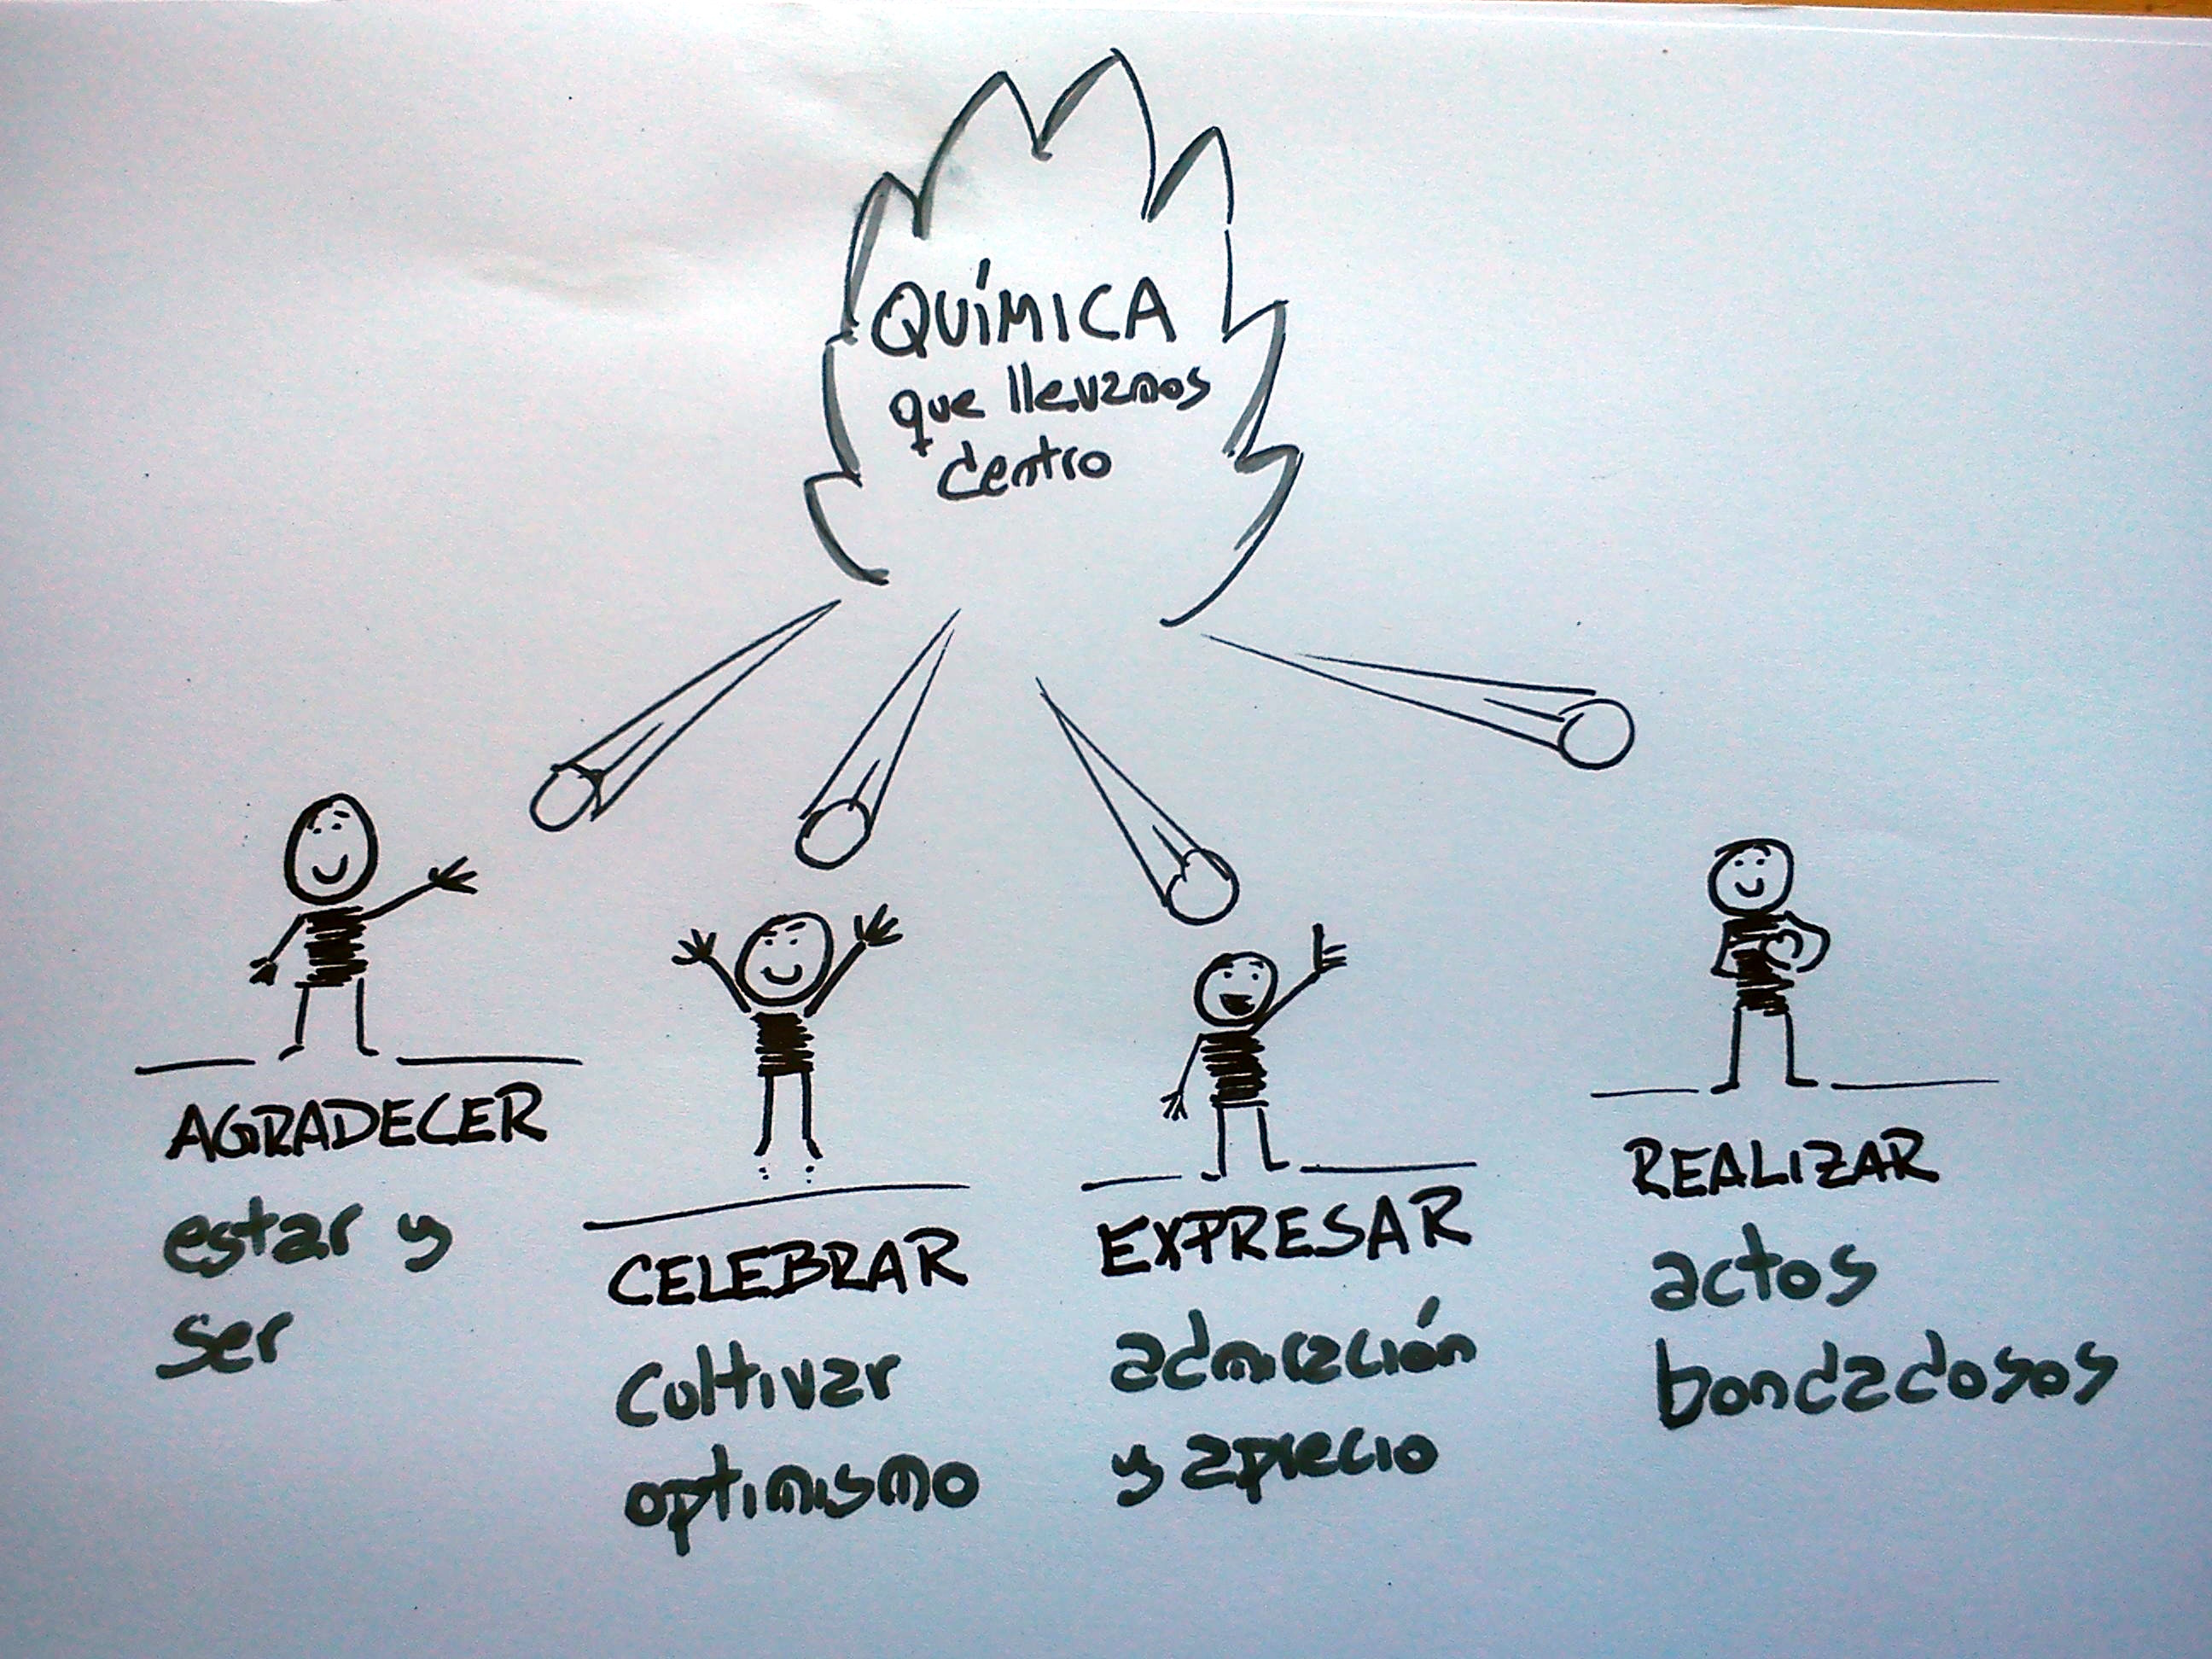 QUÍMICA
que llevamos
dentro
AGRADECER
estar y
ser
CELEBRAR
cultivar
optimismo
EXPRESAR
admiración
y aprecio
REALIZAR
actos
bondadosos